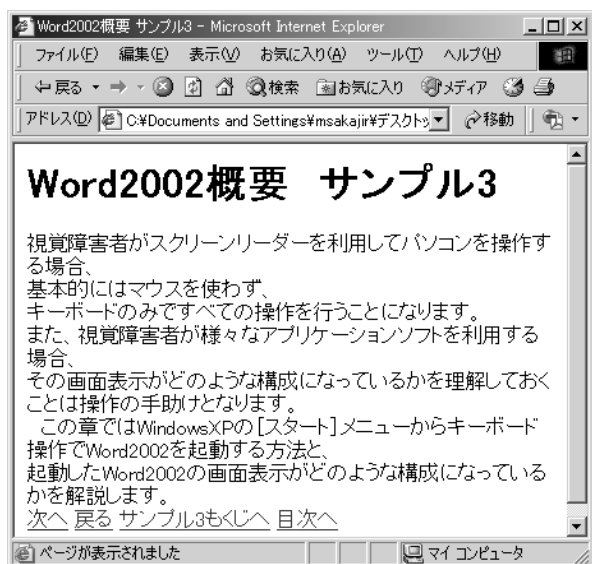 Word2002概要 サンプル3 - Microsoft Internet Explorer
ファイル(F) 編集(E) 表示(V) お気に入り(A) ツール(T) ヘルプ(H)
戻る 検索 お気に入り メディア
アドレス(D) C:¥Documents and Settings¥msakajir¥デスクトッ 移動
Word2002概要 サンプル3
視覚障害者がスクリーンリーダーを利用してパソコンを操作す
る場合、
基本的にはマウスを使わず、
キーボードのみですべての操作を行うことになります。
また、視覚障害者が様々なアプリケーションソフトを利用する
場合、
その画面表示がどのような構成になっているかを理解しておく
ことは操作の手助けとなります。
この章ではWindowsXPの[スタート]メニューからキーボード
操作でWord2002を起動する方法と、
起動したWord2002の画面表示がどのような構成になっている
かを解説します。
次へ 戻る サンプル3もくじへ 目次へ
ページが表示されました マイ コンピュータ